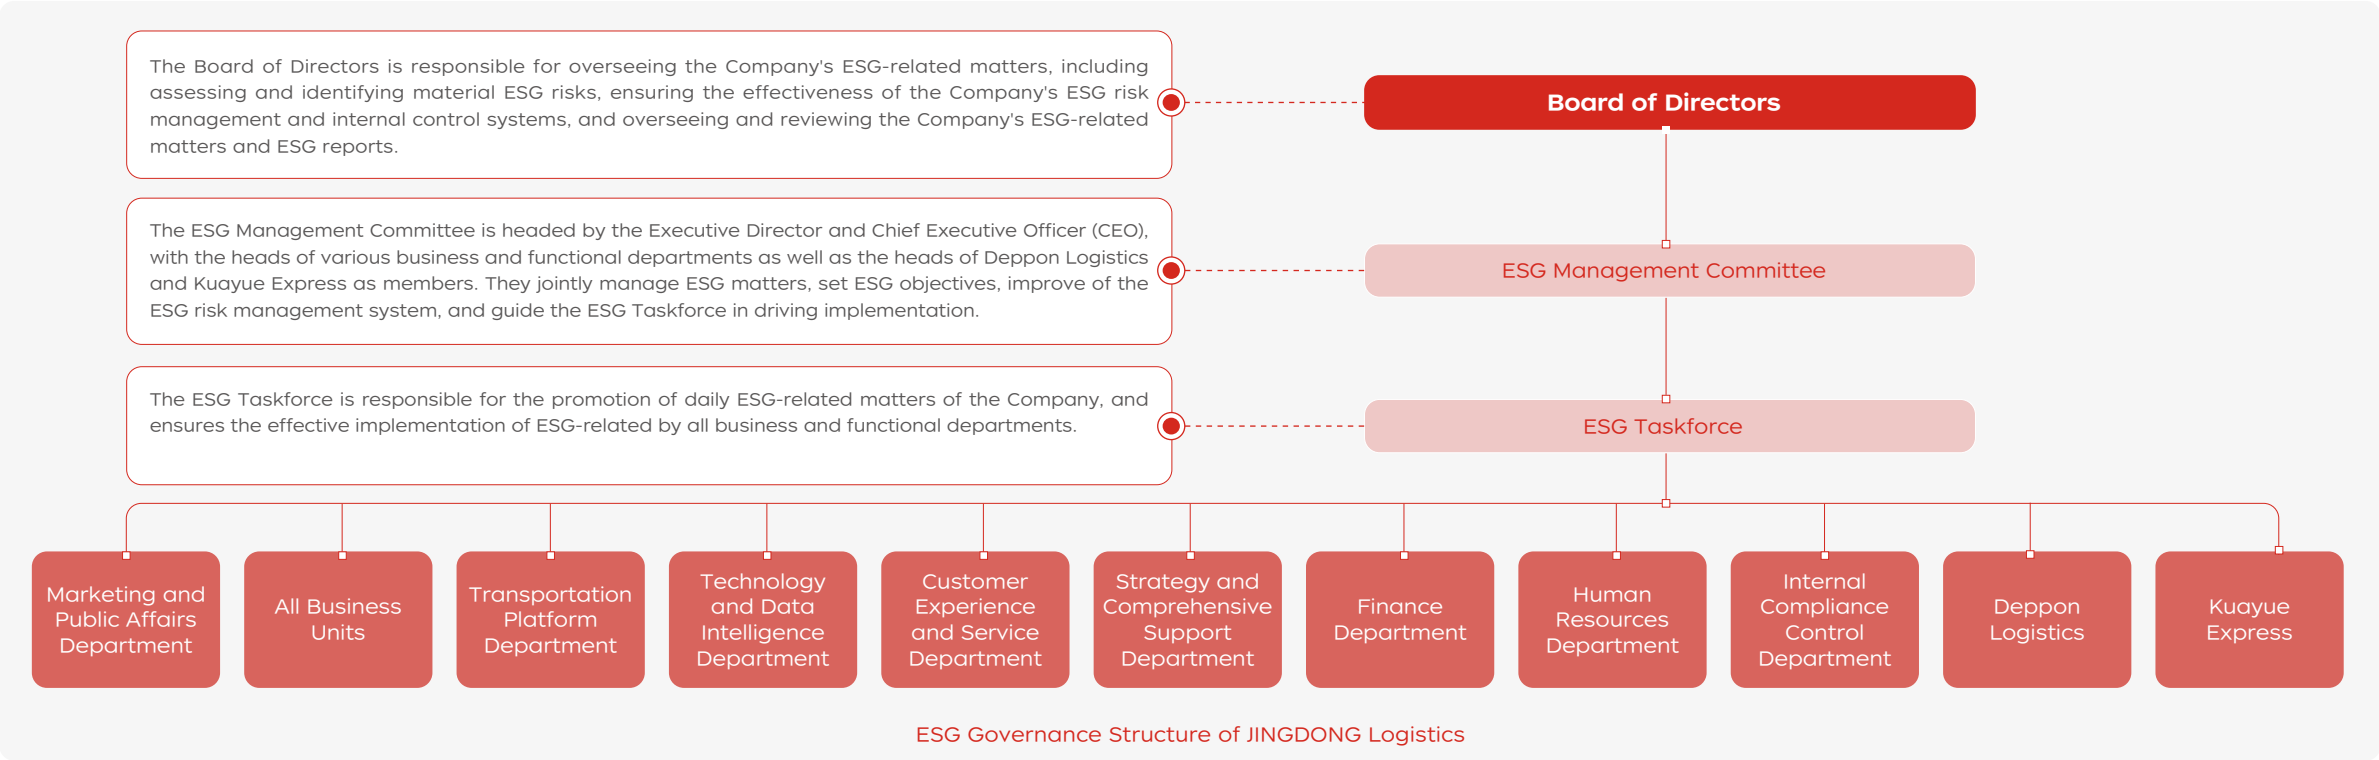 The Board of Directors is responsible for overseeing the Company's ESG-related matters, including
assessing and identifying material ESG risks, ensuring the effectiveness of the Company's ESG risk
management and internal control systems, and overseeing and reviewing the Company's ESG-related
matters and ESG reports.
Board of Directors
The ESG Management Committee is headed by the Executive Director and Chief Executive Officer (CEO),
with the heads of various business and functional departments as well as the heads of Deppon Logistics
and Kuayue Express as members. They jointly manage ESG matters, set ESG objectives, improve of the
ESG risk management system, and guide the ESG Taskforce in driving implementation.
ESG Management Committee
The ESG Taskforce is responsible for the promotion of daily ESG-related matters of the Company, and
ensures the effective implementation of ESG-related by all business and functional departments.
ESG Taskforce
Marketing and
Public Affairs
Department
All Business
Units
Transportation
Platform
Department
Technology
and Data
Intelligence
Department
Customer
Experience
and Service
Department
Strategy and
Comprehensive
Support
Department
Finance
Department
Human
Resources
Department
Internal
Compliance
Control
Department
Deppon
Logistics
Kuayue
Express
ESG Governance Structure of JINGDONG Logistics